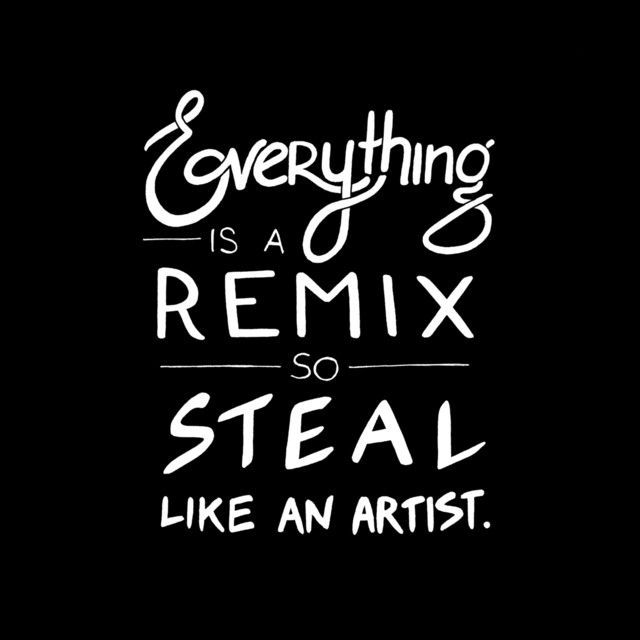 Everything
IS A
REMIX
SO
STEAL
LIKE AN ARTIST.